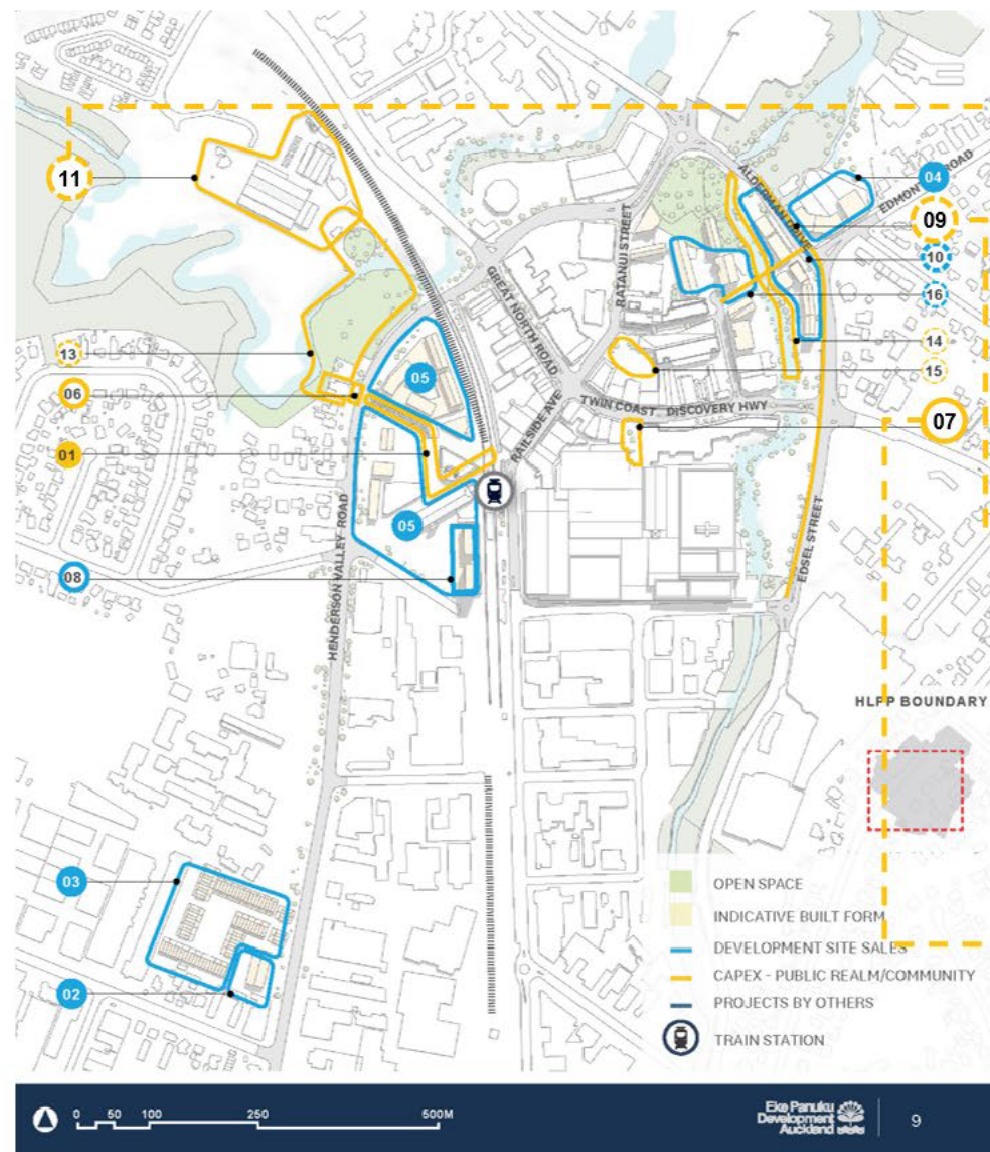 11
04
EDMONTON ROAD
ALDERMAN DRIVE
09
10
16
RATANUI STREET
GREAT NORTH ROAD
13
14
05
15
06
TWIN COAST DISCOVERY HWY
07
RAILSIDE AVE
01
05
EDSEL STREET
08
HENDERSON VALLEY ROAD
HLPP BOUNDARY
03
OPEN SPACE
INDICATIVE BUILT FORM
DEVELOPMENT SITE SALES
CAPEX - PUBLIC REALM/COMMUNITY
02
PROJECTS BY OTHERS
TRAIN STATION
0 50 100 250 500M
Eke Panuku
Development
Auckland
9